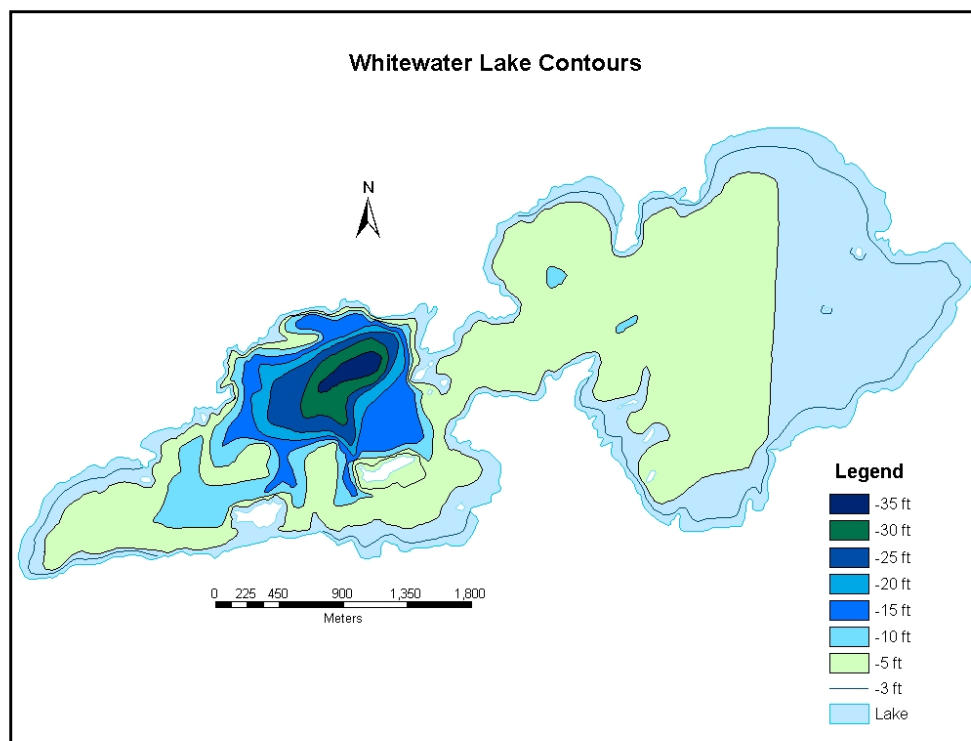 Whitewater Lake Contours
N
Legend
-35 ft
-30 ft
-25 ft
-20 ft
-15 ft
-10 ft
-5 ft
-3 ft
Lake
0 225 450 900 1,350 1,800
Meters